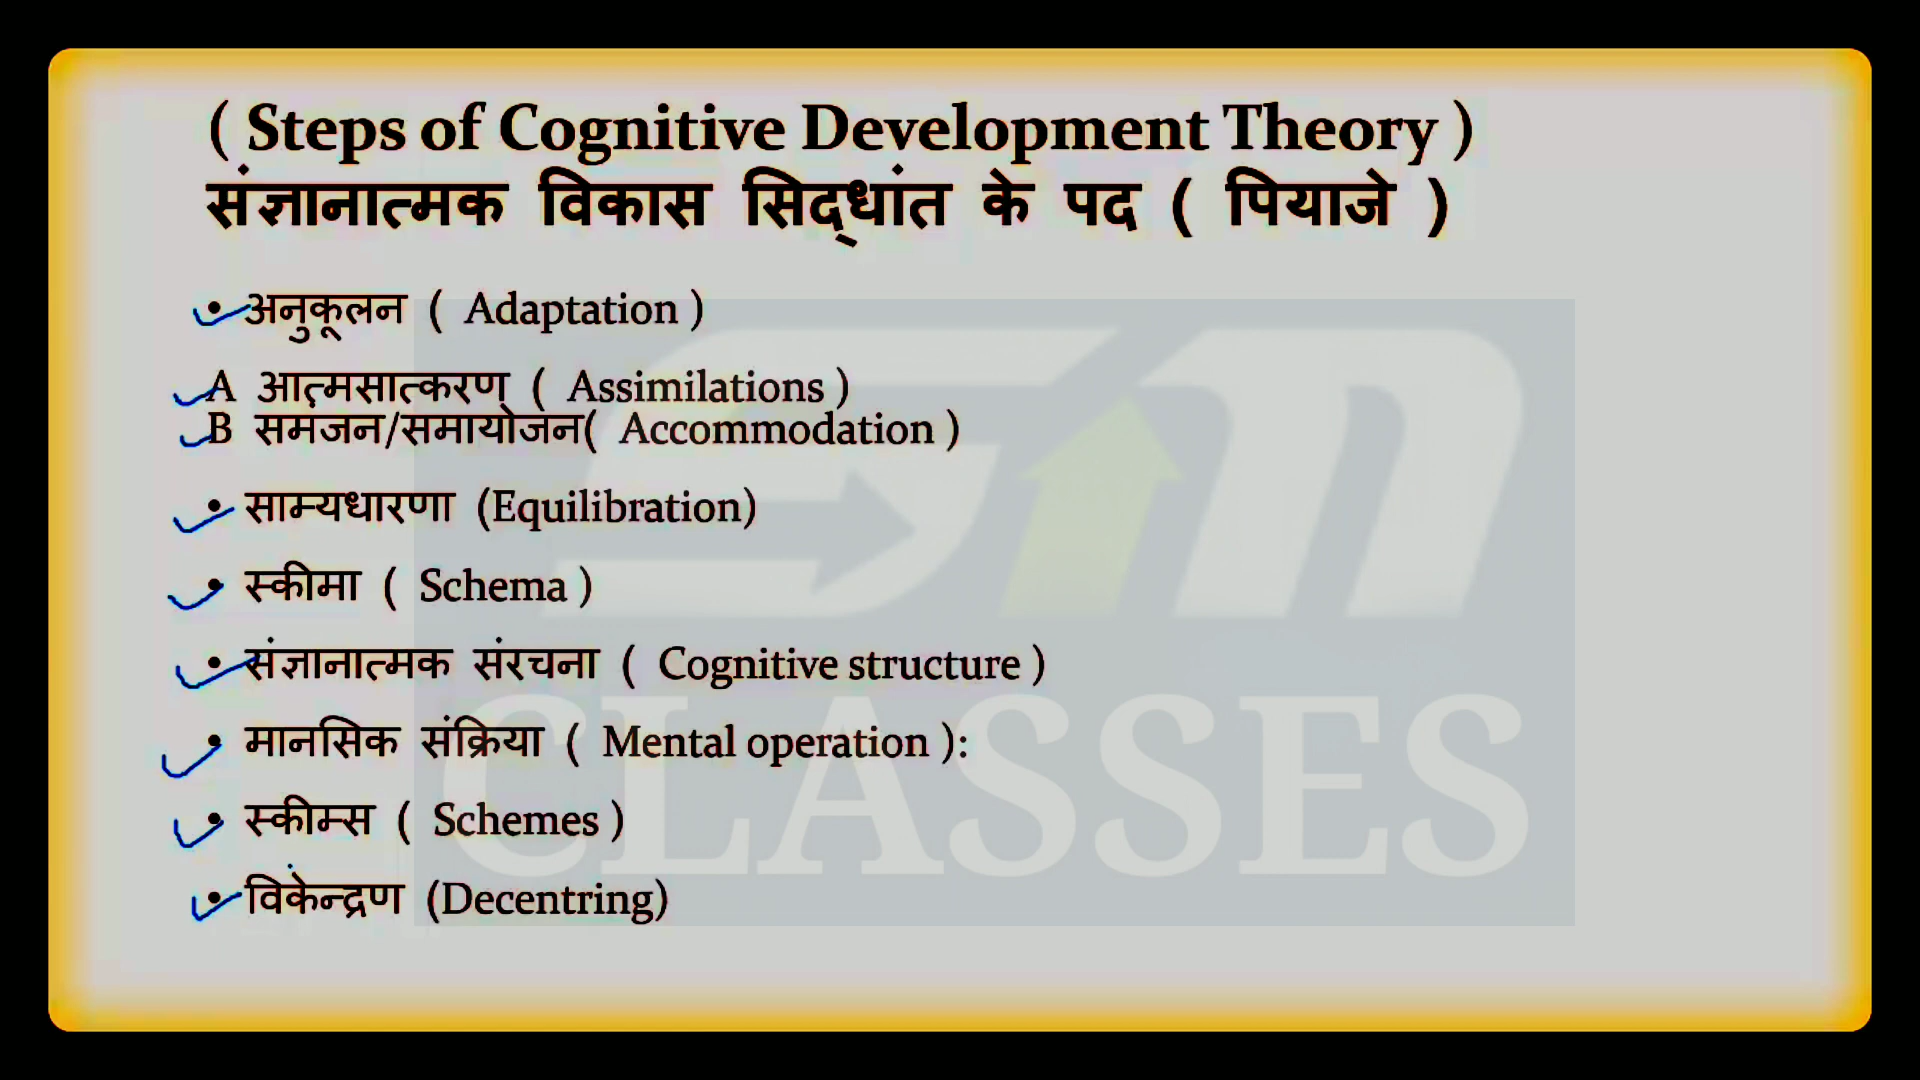 ( Steps of Cognitive Development Theory )
संज्ञानात्मक विकास सिद्धांत के पद ( पियाजे )
• अनुकूलन ( Adaptation )
A आत्मसात्करण ( Assimilations )
B समंजन/समायोजन( Accommodation )
• साम्यधारणा (Equilibration)
• स्कीमा ( Schema )
• संज्ञानात्मक संरचना ( Cognitive structure )
• मानसिक संक्रिया ( Mental operation ):
• स्कीम्स ( Schemes )
• विकेन्द्रण (Decentring)
CLASSES